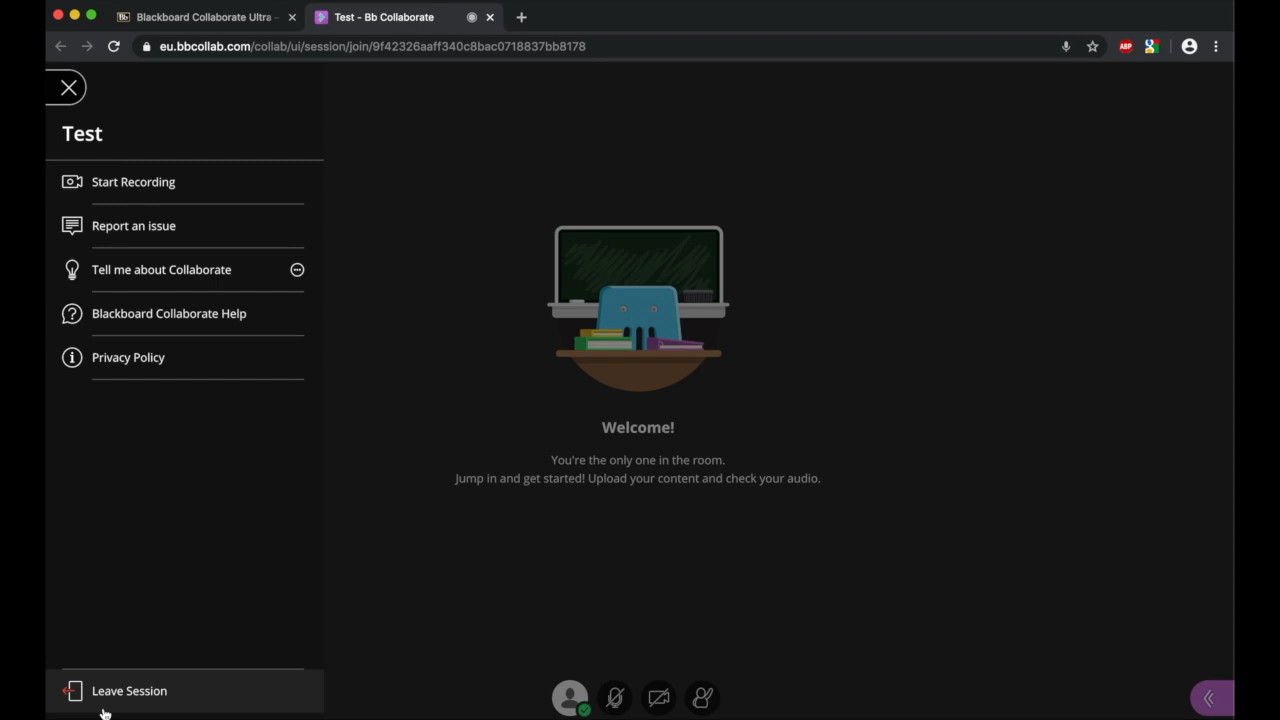 Blackboard Collaborate Ultra –
Test - Bb Collaborate
eu.bbcollab.com/collab/ui/session/join/9f42326aaff340c8bac0718837bb8178
ABP
Test
Start Recording
Report an issue
Tell me about Collaborate
Blackboard Collaborate Help
Privacy Policy
Leave Session
Welcome!
You're the only one in the room.
Jump in and get started! Upload your content and check your audio.